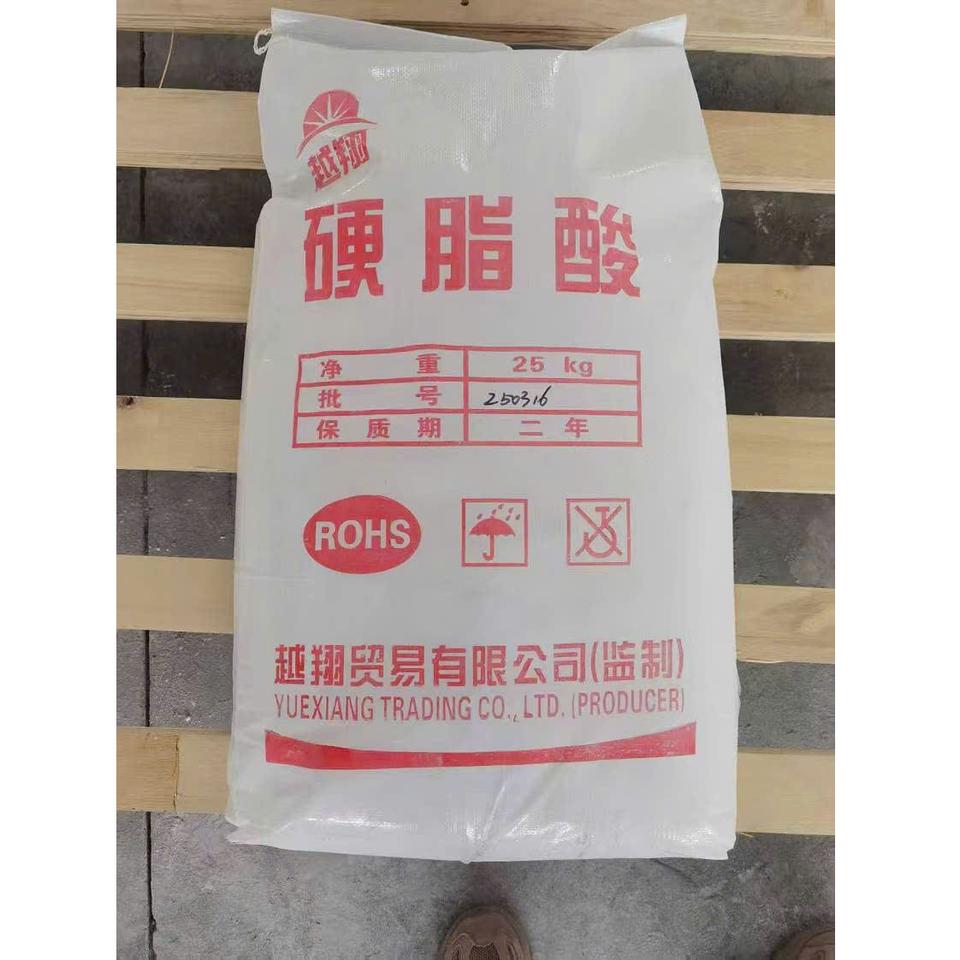 越翔
硬脂酸
净重 25 kg
批号 250316
保质期 二年
ROHS
越翔贸易有限公司(监制)
YUEXIANG TRADING CO., LTD. (PRODUCER)